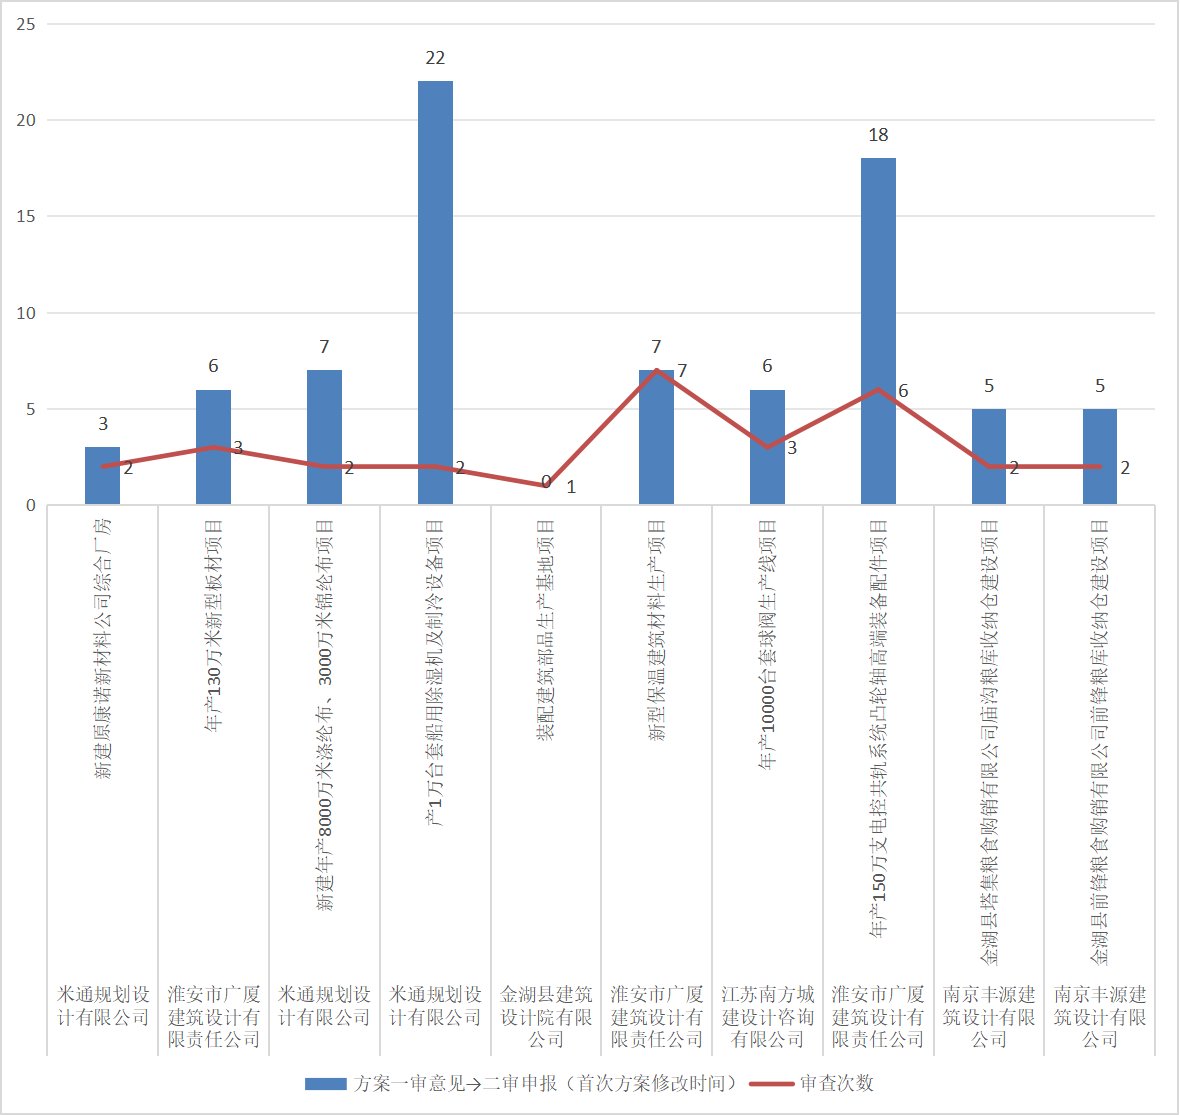 25
20
15
10
5
0
3
6
7
22
0
7
6
18
5
5
2
3
2
2
1
7
3
6
2
2
新建原康诺新材料公司综合厂房
年产130万米新型板材项目
新建年产8000万米涤纶布、3000万米锦纶布项目
产1万台套船用除湿机及制冷设备项目
装配建筑部品生产基地项目
新型保温建筑材料生产项目
年产10000台套球阀生产线项目
年产150万支电控共轨系统凸轮轴高端装备配件项目
金湖县塔集粮食购销有限公司庙沟粮库收纳仓建设项目
金湖县前锋粮食购销有限公司前锋粮库收纳仓建设项目
米通规划设
计有限公司
淮安市广厦
建筑设计有
限责任公司
米通规划设
计有限公司
米通规划设
计有限公司
金湖县建筑
设计院有限
公司
淮安市广厦
建筑设计有
限责任公司
江苏南方城
建设计咨询
有限公司
淮安市广厦
建筑设计有
限责任公司
南京丰源建
筑设计有限
公司
南京丰源建
筑设计有限
公司
方案一审意见→二审申报（首次方案修改时间）
审查次数